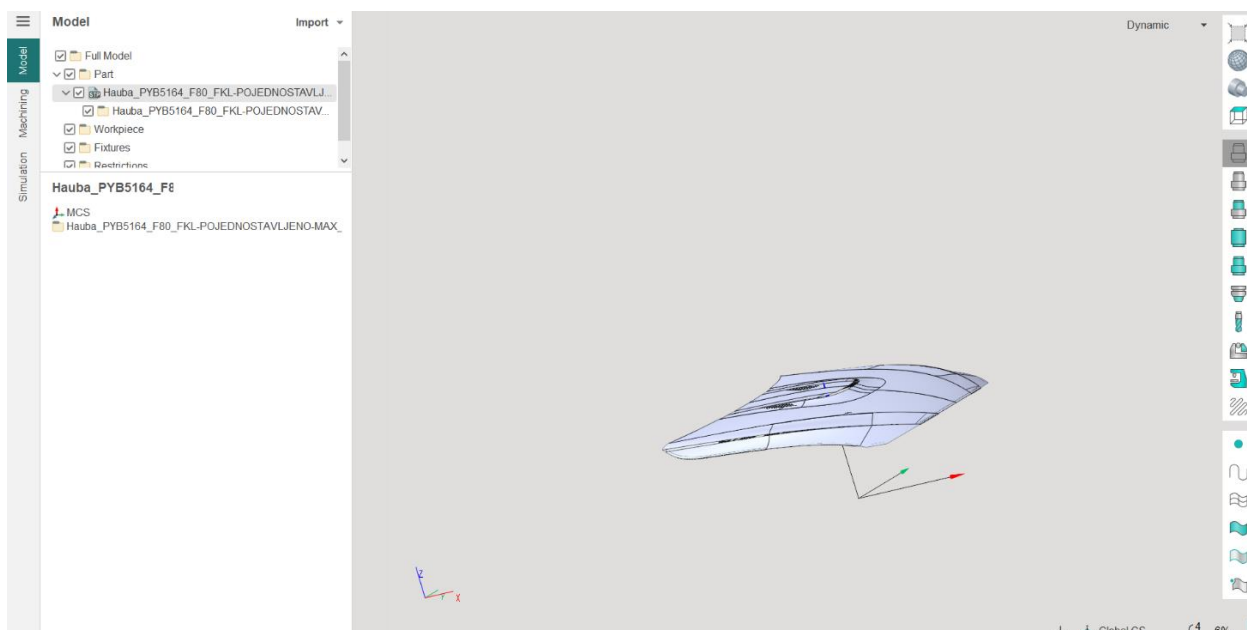 Model
Import
Dynamic
Full Model
Part
Hauba_PYB5164_F80_FKL-POJEDNOSTAVLJ...
Hauba_PYB5164_F80_FKL-POJEDNOSTAV...
Workpiece
Fixtures
Restrictions
Model
Machining
Simulation
Hauba_PYB5164_F8
MCS
Hauba_PYB5164_F80_FKL-POJEDNOSTAVLJENO-MAX_
Z
Y
X
Global CS